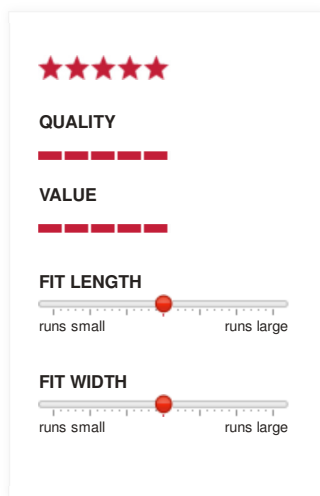 QUALITY
VALUE
FIT LENGTH
runs small runs large
FIT WIDTH
runs small runs large